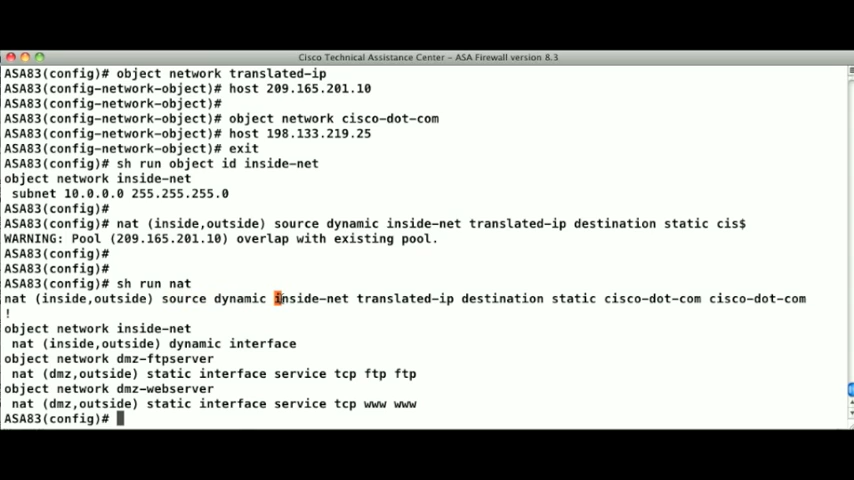 Cisco Technical Assistance Center - ASA Firewall version 8.3
ASA83(config)# object network translated-ip
ASA83(config-network-object)# host 209.165.201.10
ASA83(config-network-object)#
ASA83(config-network-object)# object network cisco-dot-com
ASA83(config-network-object)# host 198.133.219.25
ASA83(config-network-object)# exit
ASA83(config)# sh run object id inside-net
object network inside-net
 subnet 10.0.0.0 255.255.255.0
ASA83(config)#
ASA83(config)# nat (inside,outside) source dynamic inside-net translated-ip destination static cis$
WARNING: Pool (209.165.201.10) overlap with existing pool.
ASA83(config)#
ASA83(config)#
ASA83(config)# sh run nat
nat (inside,outside) source dynamic inside-net translated-ip destination static cisco-dot-com cisco-dot-com
!
object network inside-net
 nat (inside,outside) dynamic interface
object network dmz-ftpserver
 nat (dmz,outside) static interface service tcp ftp ftp
object network dmz-webserver
 nat (dmz,outside) static interface service tcp www www
ASA83(config)#